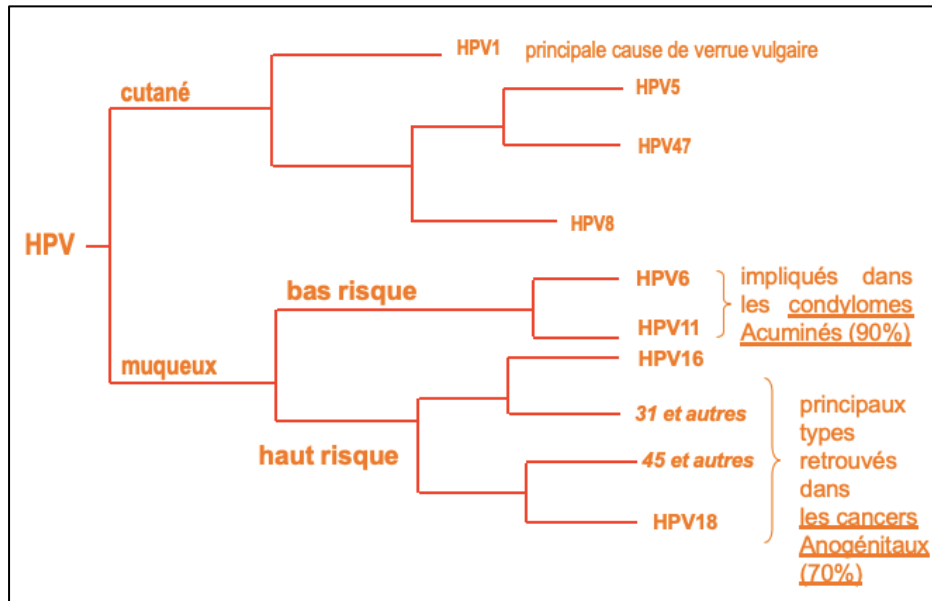 HPV1 principale cause de verrue vulgaire
cutané
HPV5
HPV47
HPV8
HPV
HPV6
bas risque
HPV11
impliqués dans
les condylomes
Acuminés (90%)
HPV16
muqueux
31 et autres
haut risque
45 et autres
HPV18
principaux
types
retrouvés
dans
les cancers
Anogénitaux
(70%)